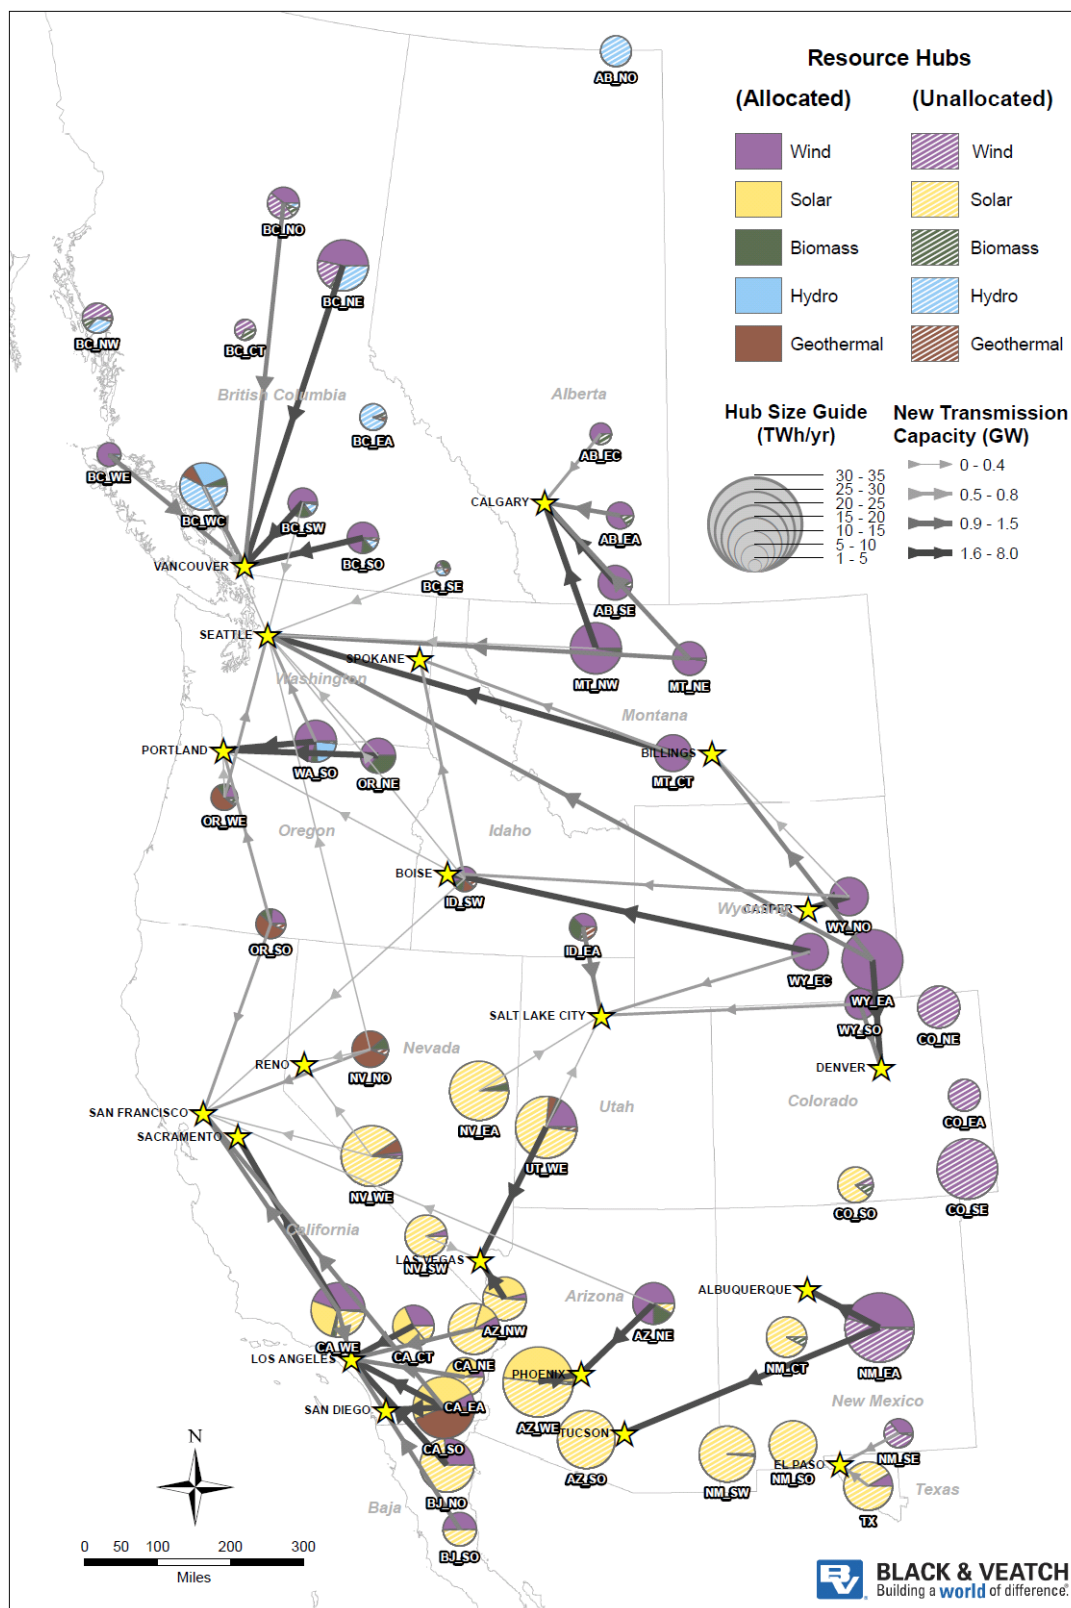 Resource Hubs
(Allocated) (Unallocated)
Wind Wind
Solar Solar
Biomass Biomass
Hydro Hydro
Geothermal Geothermal
Hub Size Guide
(TWh/yr)
30 - 35
25 - 30
20 - 25
15 - 20
10 - 15
5 - 10
1 - 5
New Transmission
Capacity (GW)
0 - 0.4
0.5 - 0.8
0.9 - 1.5
1.6 - 8.0
AB_NO
BC_NO
BC_NE
BC_NW
BC_CT
British Columbia
Alberta
BC_EA
AB_EC
BC_WE
BC_WC
BC_SW
CALGARY
AB_EA
BC_SO
VANCOUVER
BC_SE
AB_SE
SEATTLE
SPOKANE
Washington
MT_NW
MT_NE
Montana
PORTLAND
WA_SO
OR_NE
BILLINGS
MT_CT
OR_WE
Oregon
Idaho
BOISE
ID_SW
Wyoming
CASPER
WY_NO
OR_SO
ID_EA
WY_EC
WY_EA
SALT LAKE CITY
WY_SO
CO_NE
NV_NO
Nevada
RENO
DENVER
SAN FRANCISCO
SACRAMENTO
NV_EA
Utah
Colorado
CO_EA
UT_WE
NV_WE
CO_SO
CO_SE
California
LAS VEGAS
NV_SW
Arizona
ALBUQUERQUE
AZ_NW
AZ_NE
CA_WE
CA_CT
LOS ANGELES
CA_NE
PHOENIX
NM_CT
NM_EA
SAN DIEGO
CA_EA
AZ_WE
New Mexico
CA_SO
TUCSON
AZ_SO
NM_SW
NM_SO
EL PASO
NM_SE
BJ_NO
Baja
TX
Texas
BJ_SO
N
0 50 100 200 300
Miles
BV
BLACK & VEATCH
Building a world of difference.